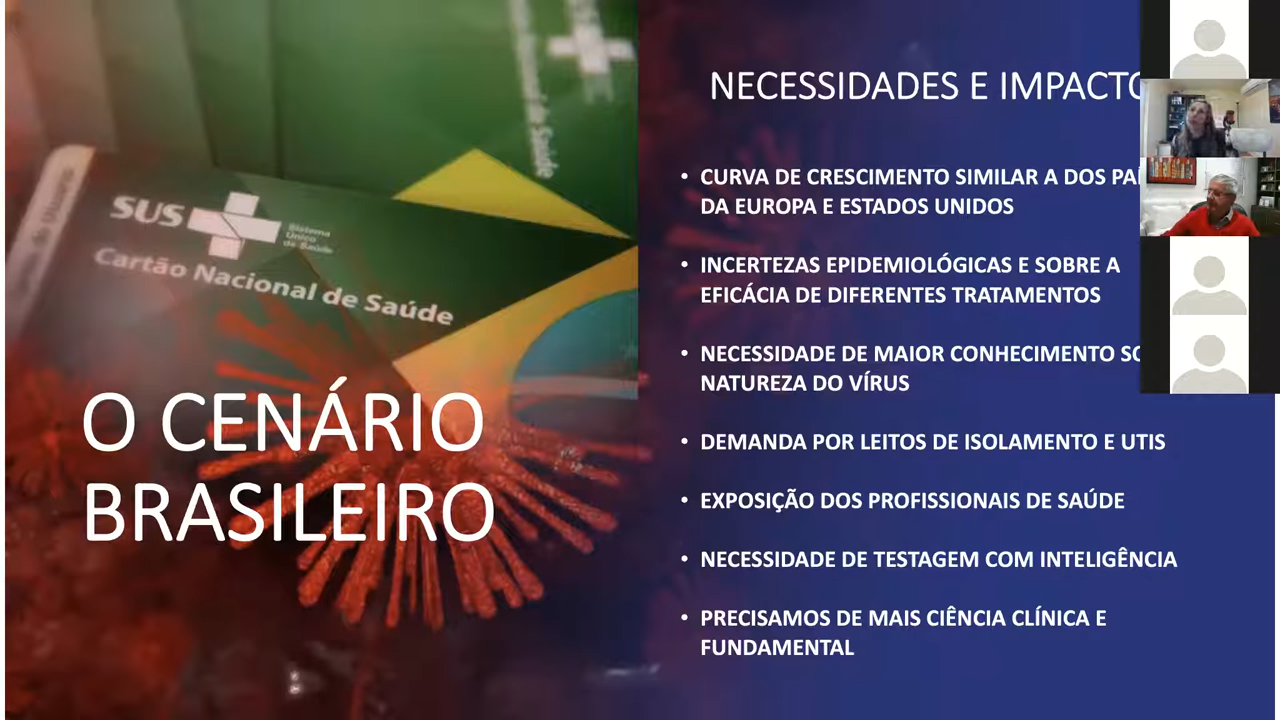 SUS
Sistema
Único
de Saúde
Cartão Nacional de Saúde
O CENÁRIO
BRASILEIRO
NECESSIDADES E IMPACTO
• CURVA DE CRESCIMENTO SIMILAR A DOS
DA EUROPA E ESTADOS UNIDOS
• INCERTEZAS EPIDEMIOLÓGICAS E SOBRE A
EFICÁCIA DE DIFERENTES TRATAMENTOS
• NECESSIDADE DE MAIOR CONHECIMENTO
NATUREZA DO VÍRUS
• DEMANDA POR LEITOS DE ISOLAMENTO E UTIS
• EXPOSIÇÃO DOS PROFISSIONAIS DE SAÚDE
• NECESSIDADE DE TESTAGEM COM INTELIGÊNCIA
• PRECISAMOS DE MAIS CIÊNCIA CLÍNICA E
FUNDAMENTAL